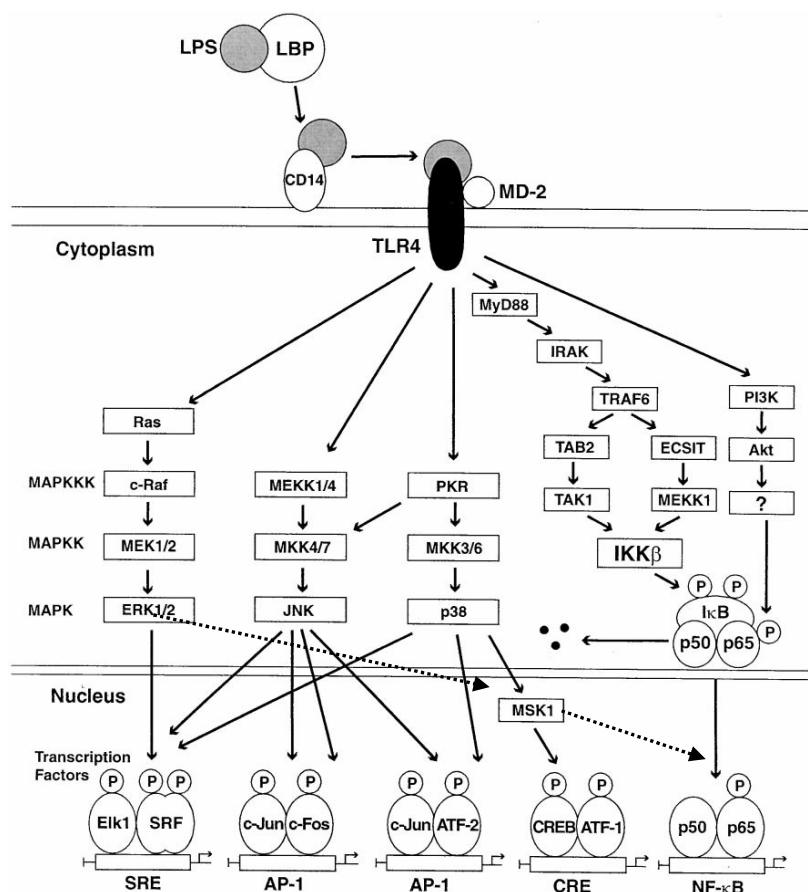 LPS LBP
CD14
MD-2
TLR4
Cytoplasm
MyD88
IRAK
TRAF6 PI3K
Ras
TAB2 ECSIT Akt
MAPKKK c-Raf MEKK1/4 PKR
TAK1 MEKK1 ?
MAPKK MEK1/2 MKK4/7 MKK3/6
IKKβ
P P
MAPK ERK1/2 JNK p38
IκB
P
p50 p65
Nucleus
MSK1
Transcription
Factors
P P P P P P P P P P
Elk1 SRF c-Jun c-Fos c-Jun ATF-2 CREB ATF-1 p50 p65
SRE AP-1 AP-1 CRE NF-κB